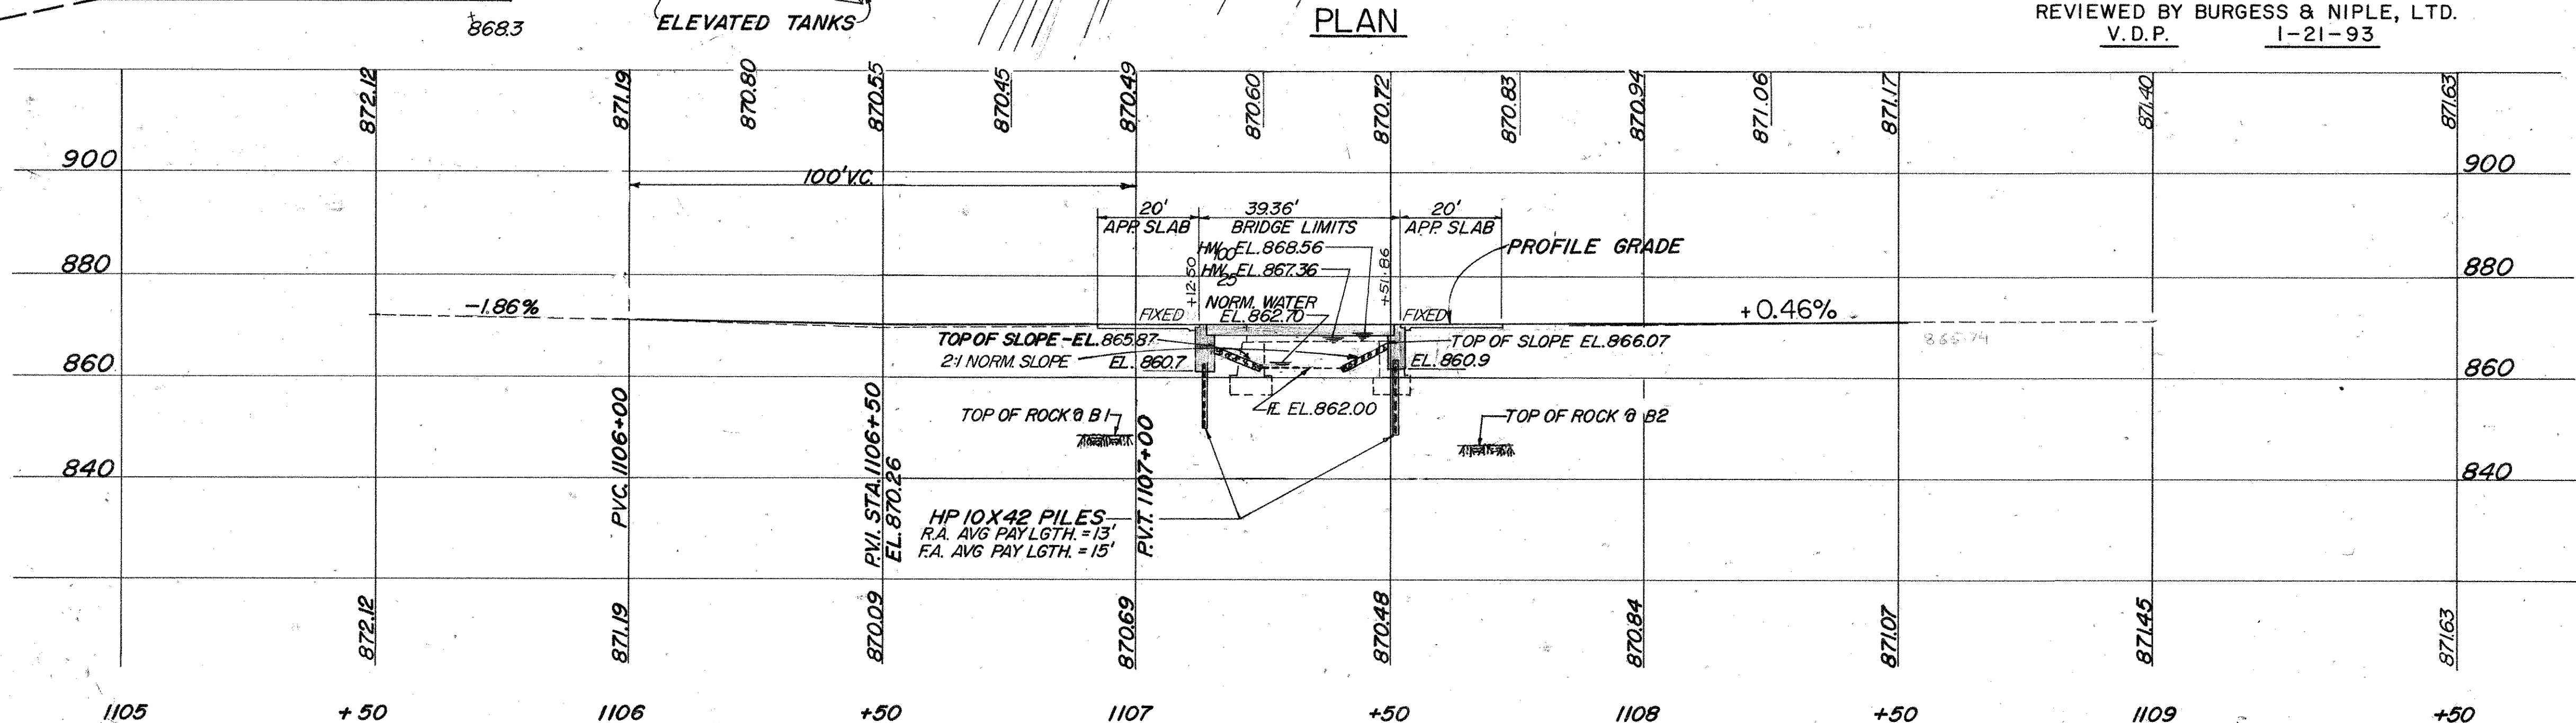 868.3
ELEVATED TANKS
PLAN
REVIEWED BY BURGESS & NIPLE, LTD.
V.D.P. 1-21-93
872.12 871.19 870.80 870.55 870.45 870.49 870.60 870.72 870.83 870.94 871.06 871.17 871.40 871.63
900 900
100' V.C.
20' 39.36' 20'
APP. SLAB BRIDGE LIMITS APP. SLAB
HW100 EL. 868.56
PROFILE GRADE
HW25 EL. 867.36
+12.50 +51.86
880 880
NORM. WATER
EL. 862.70
-1.86% FIXED FIXED +0.46%
TOP OF SLOPE - EL. 865.87 TOP OF SLOPE EL. 866.07
865.74
2:1 NORM. SLOPE EL. 860.7 EL. 860.9
860 860
℄ EL. 862.00
TOP OF ROCK @ B1 TOP OF ROCK @ B2
840 840
PVC. 1106+00
P.V.I. STA. 1106+50
EL. 870.26
P.V.T. 1107+00
HP 10 X 42 PILES
R.A. AVG PAY LGTH. = 13'
F.A. AVG PAY LGTH. = 15'
872.12 871.19 870.09 870.69 870.48 870.84 871.07 871.45 871.63
1105 +50 1106 +50 1107 +50 1108 +50 1109 +50